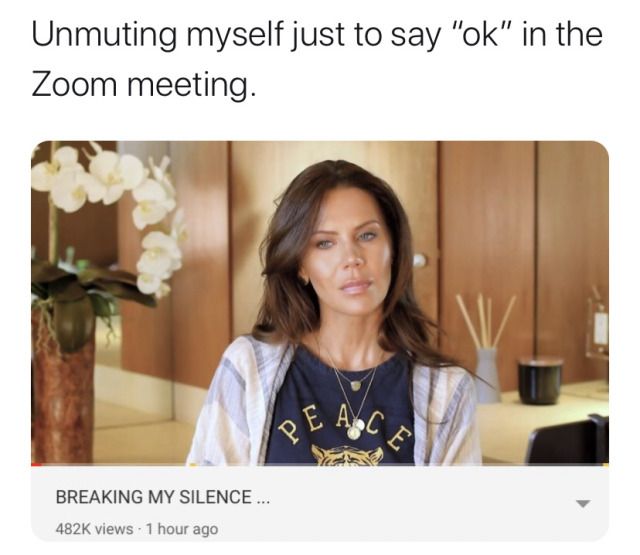 Unmuting myself just to say “ok” in the
Zoom meeting.
PEACE
BREAKING MY SILENCE ...
482K views · 1 hour ago